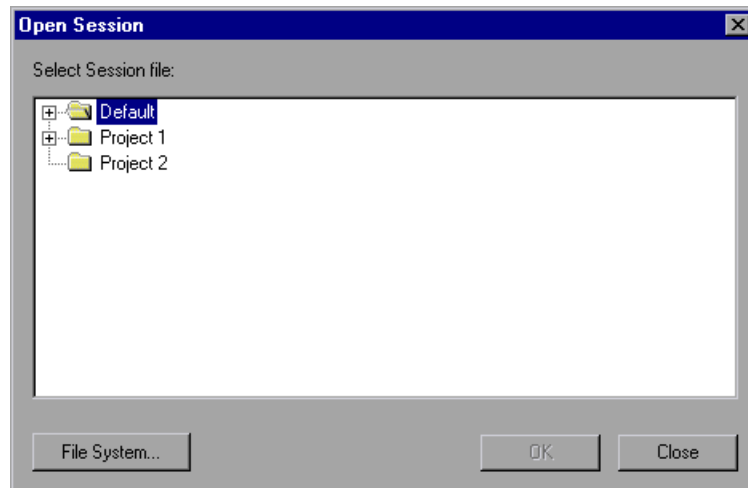 Open Session
Select Session file:
Default
Project 1
Project 2
File System...
OK
Close